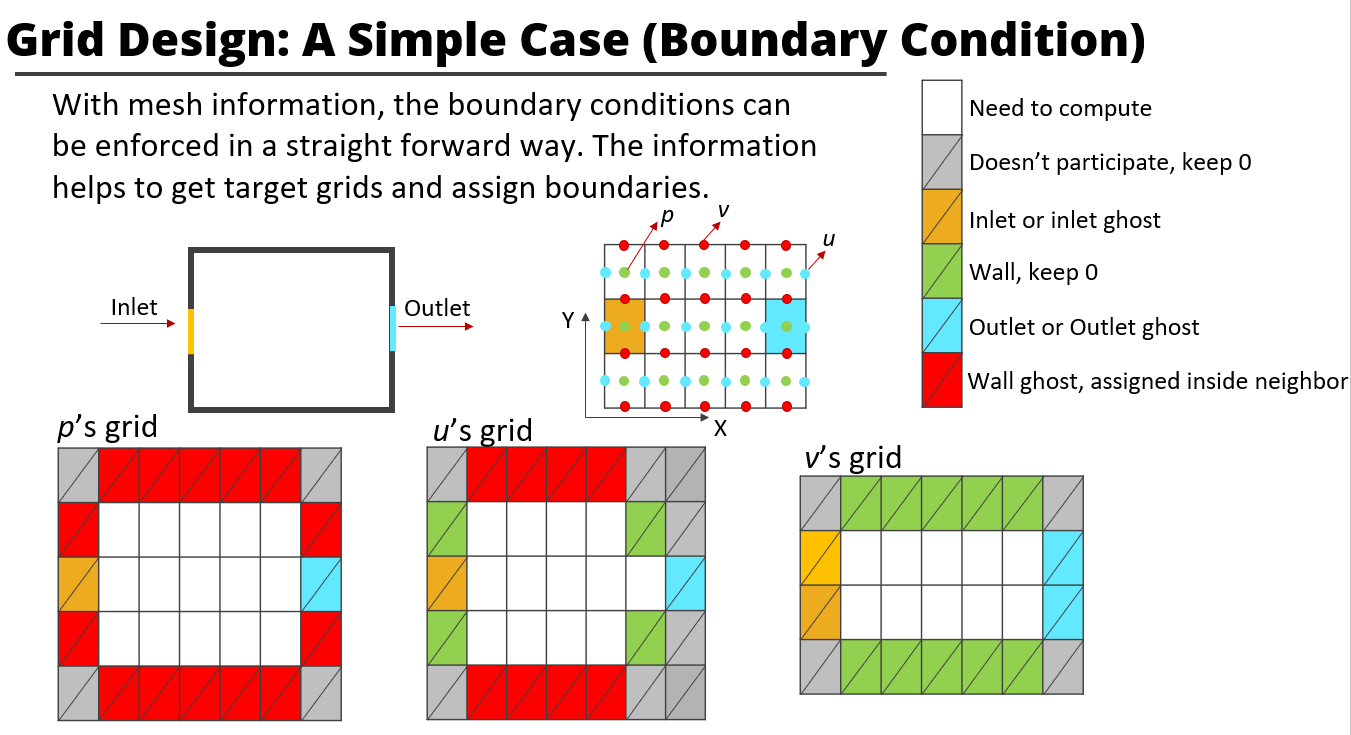 Grid Design: A Simple Case (Boundary Condition)
With mesh information, the boundary conditions can
be enforced in a straight forward way. The information
helps to get target grids and assign boundaries.
Need to compute
Doesn’t participate, keep 0
Inlet or inlet ghost
Wall, keep 0
Outlet or Outlet ghost
Wall ghost, assigned inside neighbor
Inlet
Outlet
p
v
u
Y
X
p’s grid
u’s grid
v’s grid